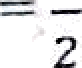 = —
2